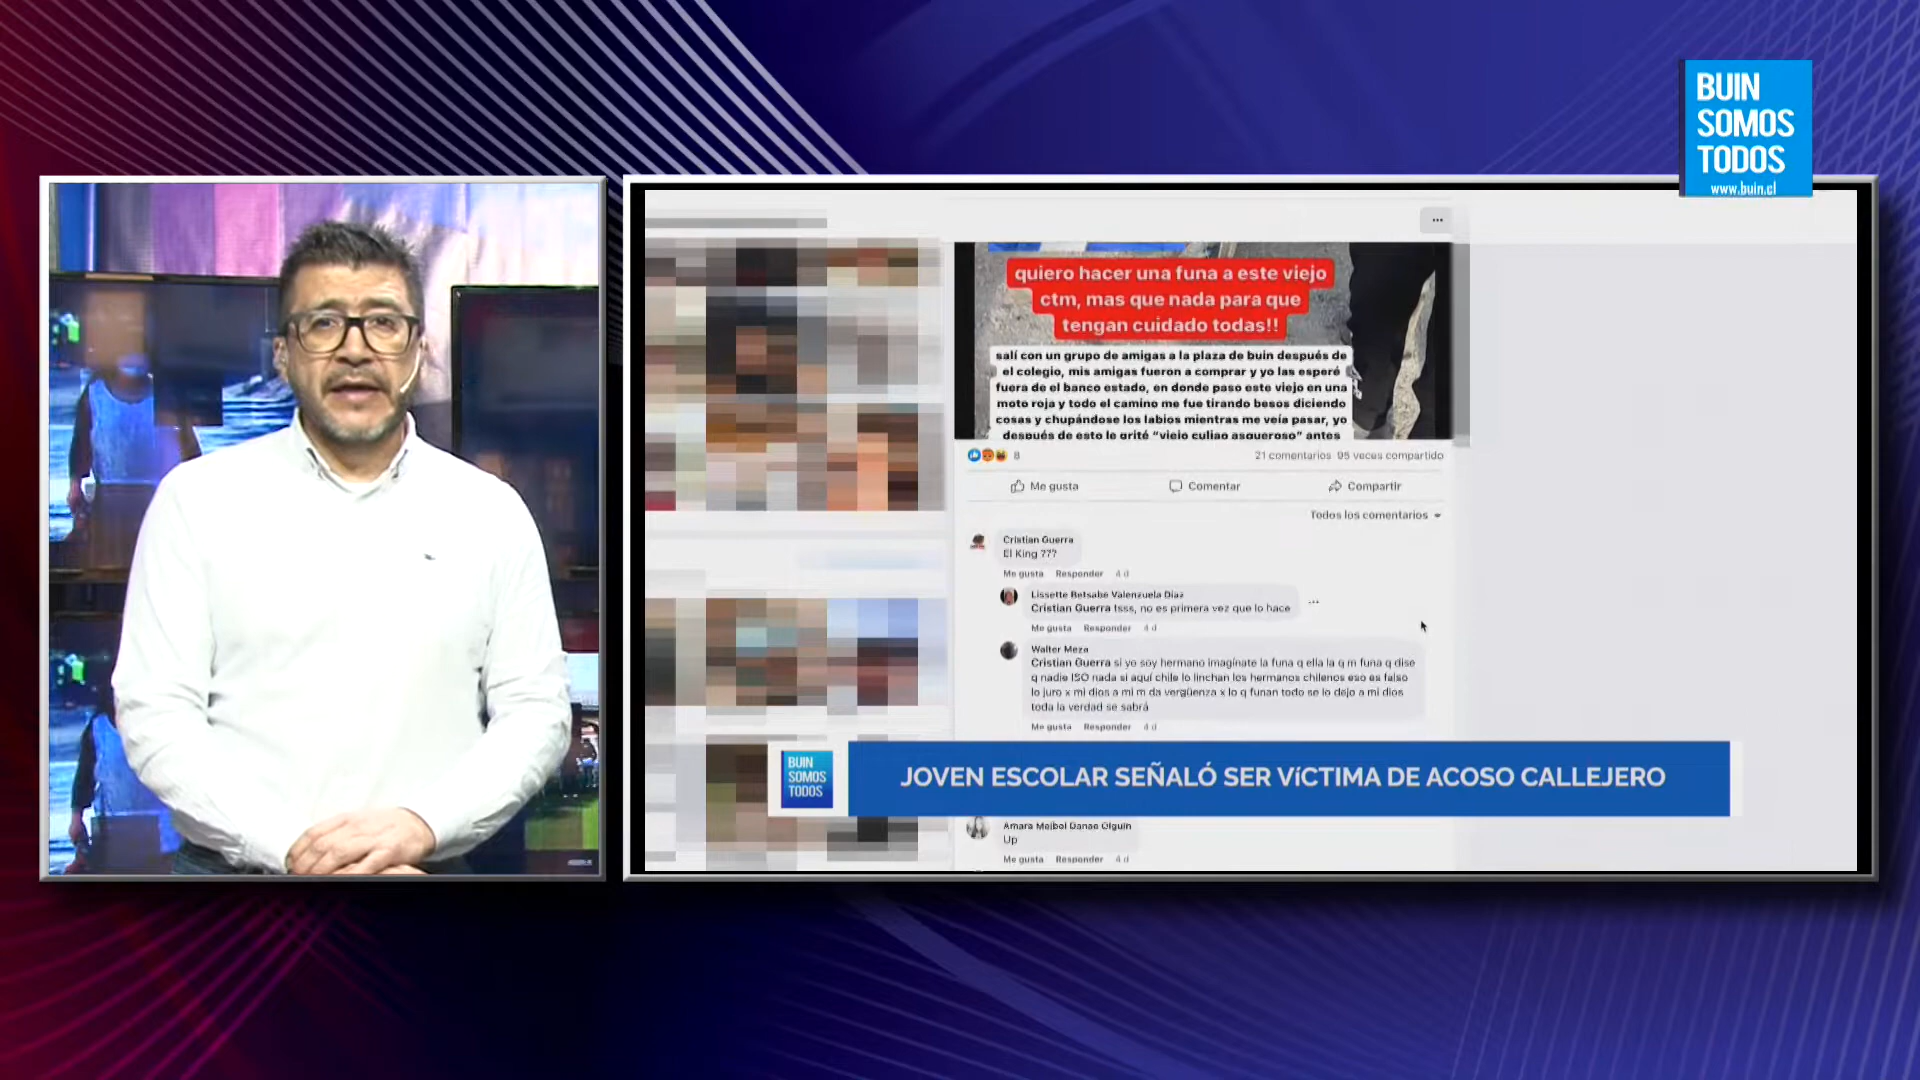 BUIN
SOMOS
TODOS
www.buin.cl
quiero hacer una funa a este viejo
ctm, mas que nada para que
tengan cuidado todas!!
salí con un grupo de amigas a la plaza de buin después de
el colegio, mis amigas fueron a comprar y yo las esperé
fuera de el banco estado, en donde paso este viejo en una
moto roja y todo el camino me fue tirando besos diciendo
cosas y chupándose los labios mientras me veía pasar, yo
después de esto le grité “viejo culiao asqueroso” antes
8
21 comentarios 95 veces compartido
Me gusta Comentar Compartir
Todos los comentarios
Cristian Guerra
El King ???
Me gusta Responder 4 d
Lissette Betsabe Valenzuela Díaz
Cristian Guerra tsss, no es primera vez que lo hace
Me gusta Responder 4 d
Walter Meza
Cristian Guerra si yo soy hermano imagínate la funa q ella la q m funa q dise
q nadie ISO nada si aquí chile lo linchan los hermanos chilenos eso es falso
lo juro x mi dios a mi m da vergüenza x lo q funan todo se lo dejo a mi dios
toda la verdad se sabrá
Me gusta Responder 4 d
BUIN
SOMOS
TODOS
JOVEN ESCOLAR SEÑALÓ SER VíCTIMA DE ACOSO CALLEJERO
Amara Meibol Danae Olguin
Up
Me gusta Responder 4 d